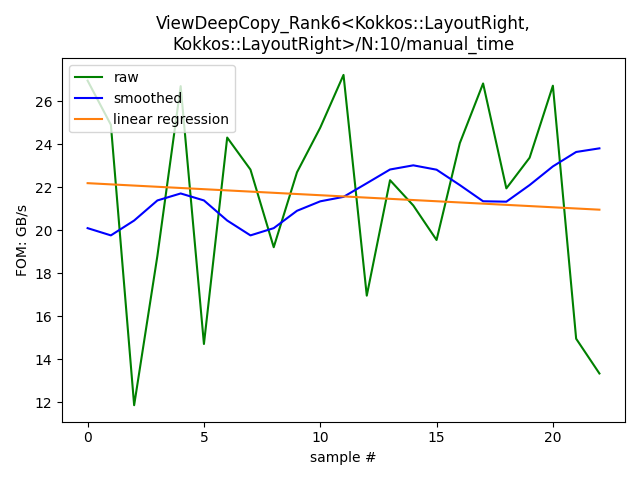 ViewDeepCopy_Rank6<Kokkos::LayoutRight,
Kokkos::LayoutRight>/N:10/manual_time
raw
smoothed
linear regression
FOM: GB/s
26
24
22
20
18
16
14
12
0
5
10
15
20
sample #